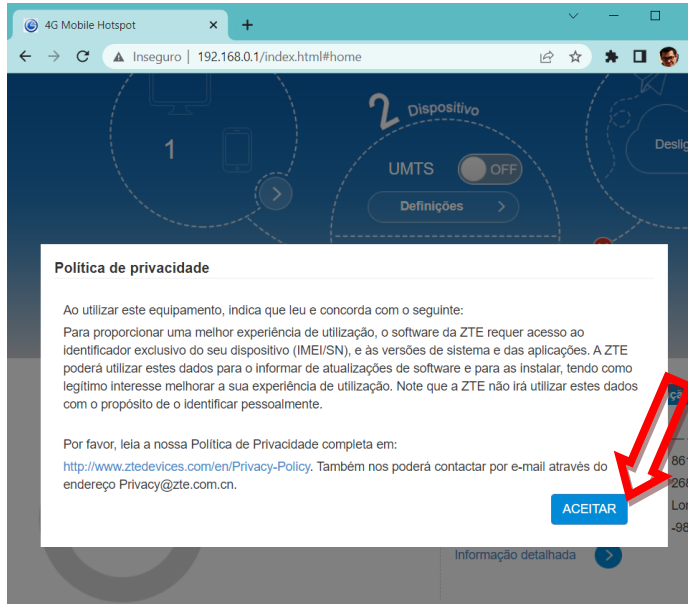 4G Mobile Hotspot
Inseguro | 192.168.0.1/index.html#home
1
2 Dispositivo
UMTS OFF
Definições
Deslig
Política de privacidade
Ao utilizar este equipamento, indica que leu e concorda com o seguinte:
Para proporcionar uma melhor experiência de utilização, o software da ZTE requer acesso ao
identificador exclusivo do seu dispositivo (IMEI/SN), e às versões de sistema e das aplicações. A ZTE
poderá utilizar estes dados para o informar de atualizações de software e para as instalar, tendo como
legítimo interesse melhorar a sua experiência de utilização. Note que a ZTE não irá utilizar estes dados
com o propósito de o identificar pessoalmente.
Por favor, leia a nossa Política de Privacidade completa em:
http://www.ztedevices.com/en/Privacy-Policy. Também nos poderá contactar por e-mail através do
endereço Privacy@zte.com.cn.
ACEITAR
çã
861
268
Lor
-98
Informação detalhada